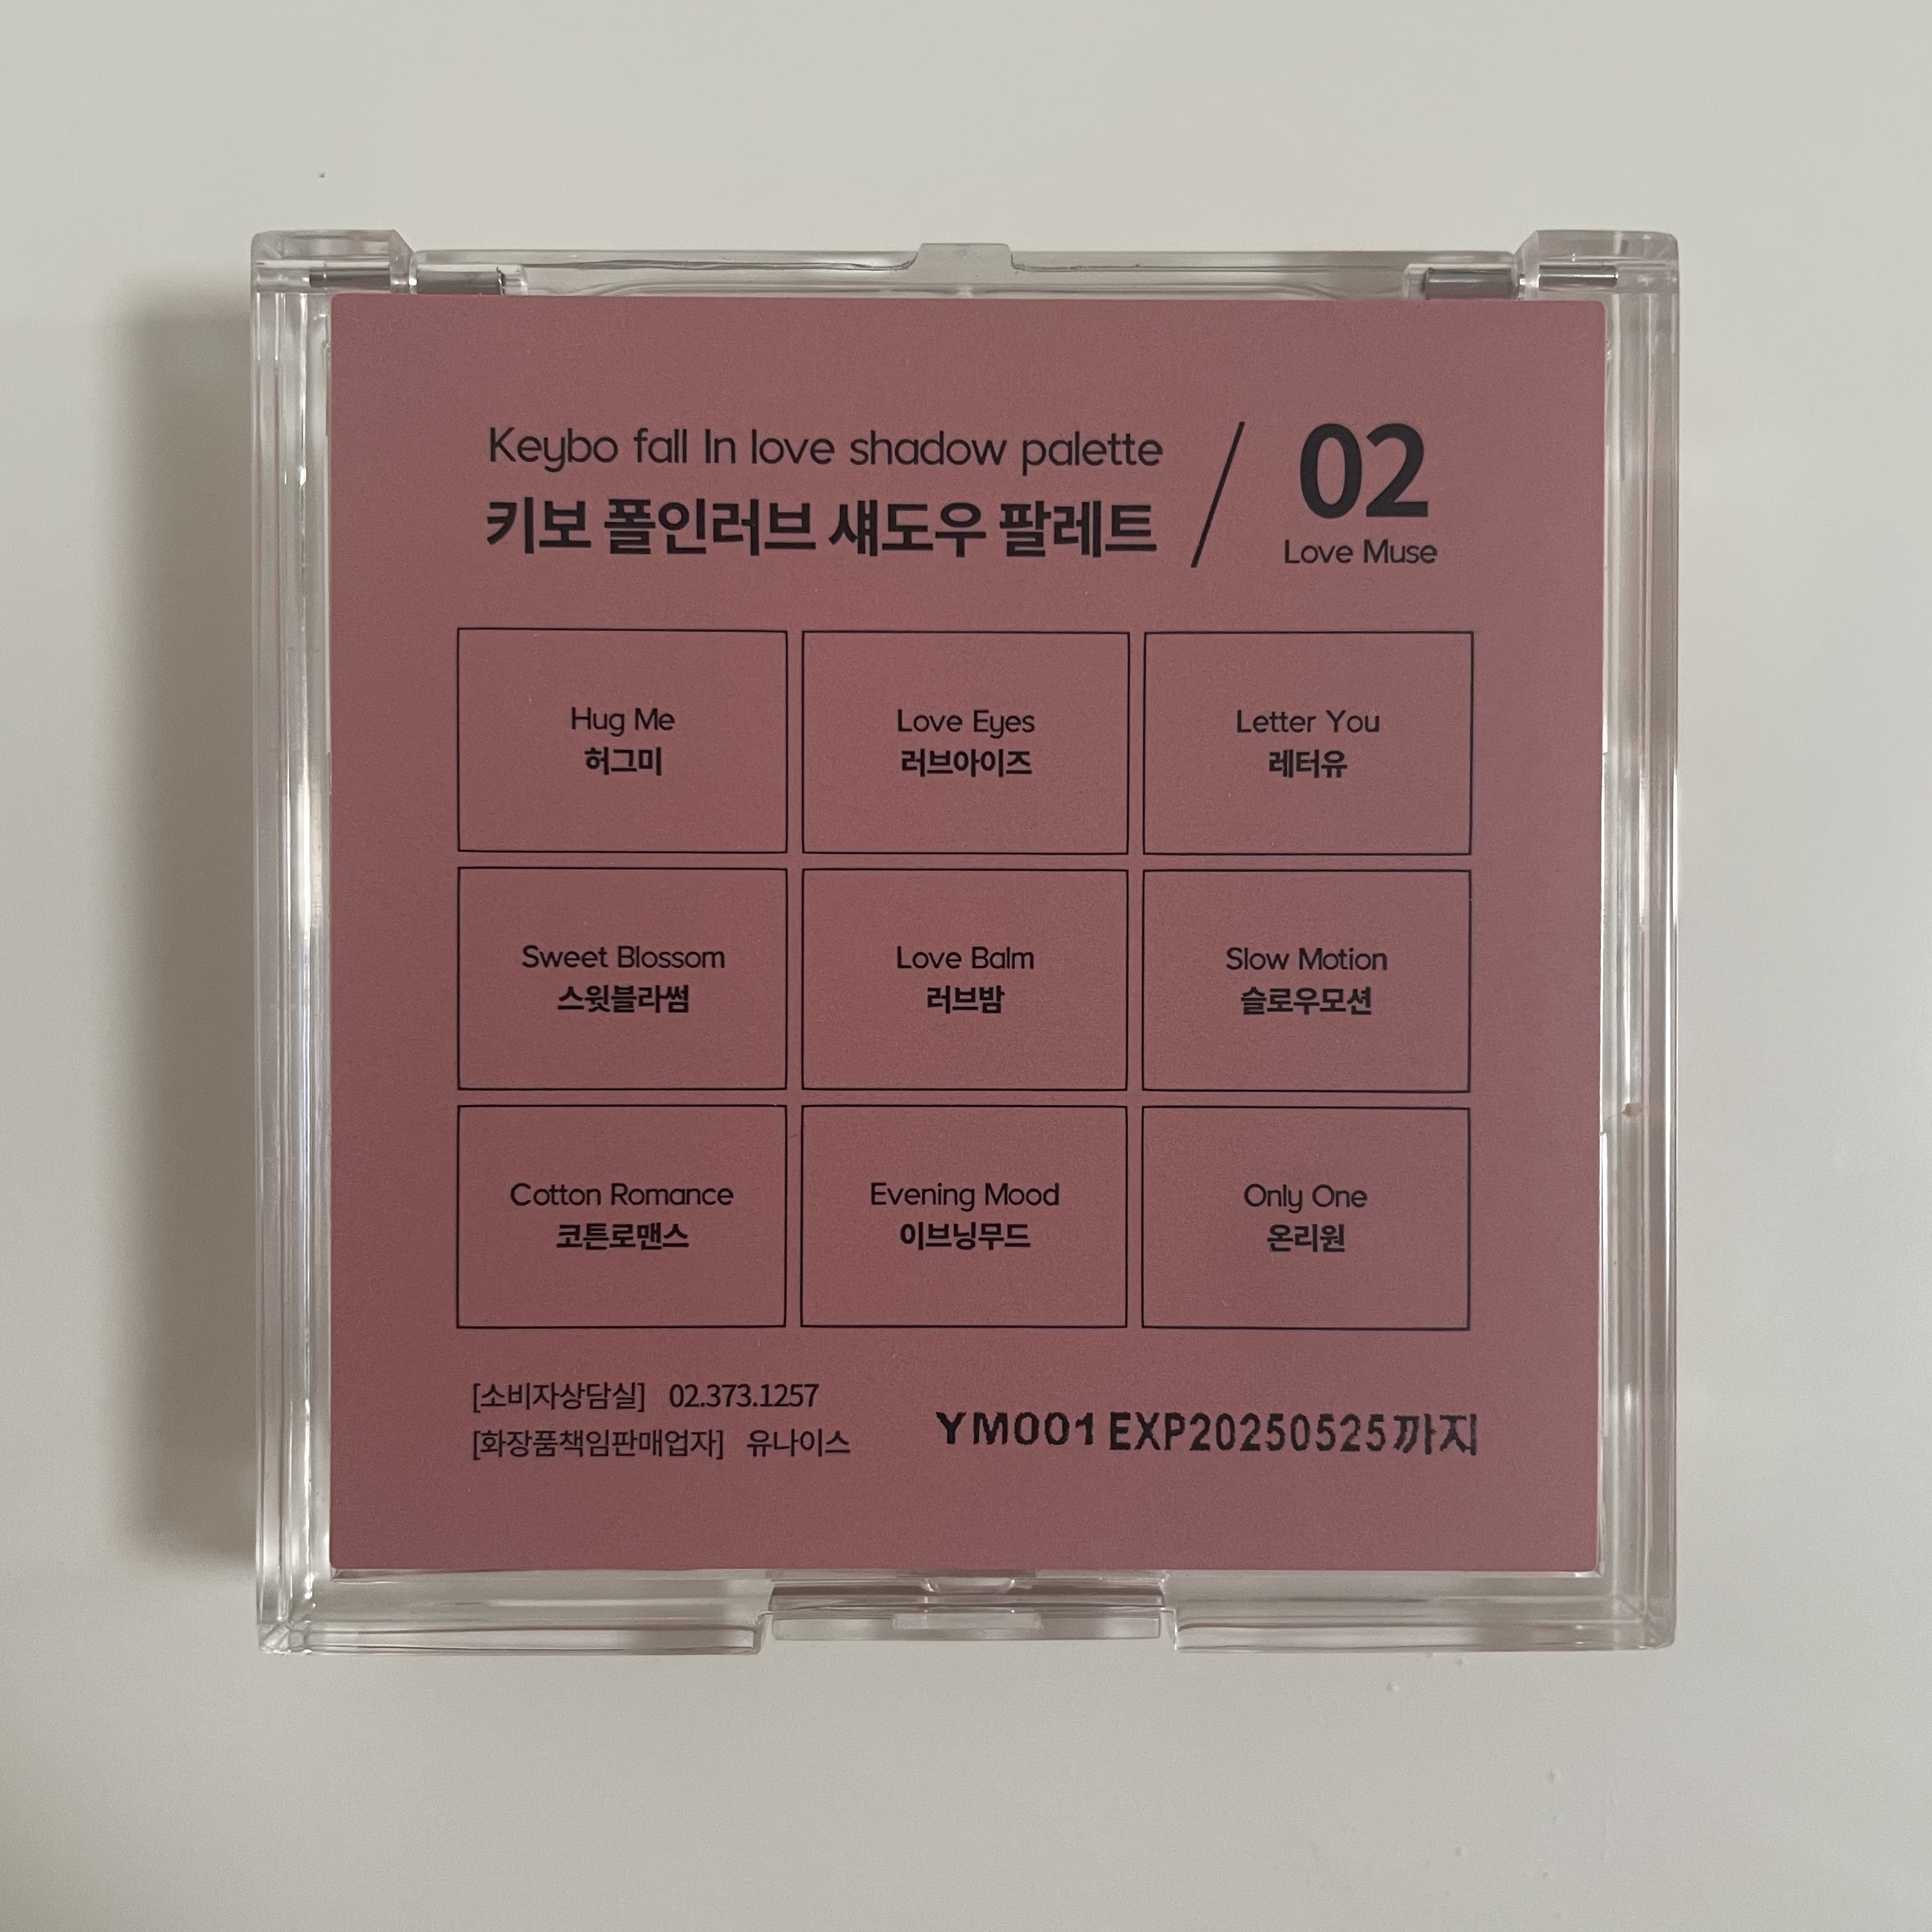 Keybo fall In love shadow palette
키보 폴인러브 섀도우 팔레트
02
Love Muse
Hug Me
허그미
Love Eyes
러브아이즈
Letter You
레터유
Sweet Blossom
스윗블라썸
Love Balm
러브밤
Slow Motion
슬로우모션
Cotton Romance
코튼로맨스
Evening Mood
이브닝무드
Only One
온리원
[소비자상담실] 02.373.1257
[화장품책임판매업자] 유나이스
YM001 EXP20250525까지